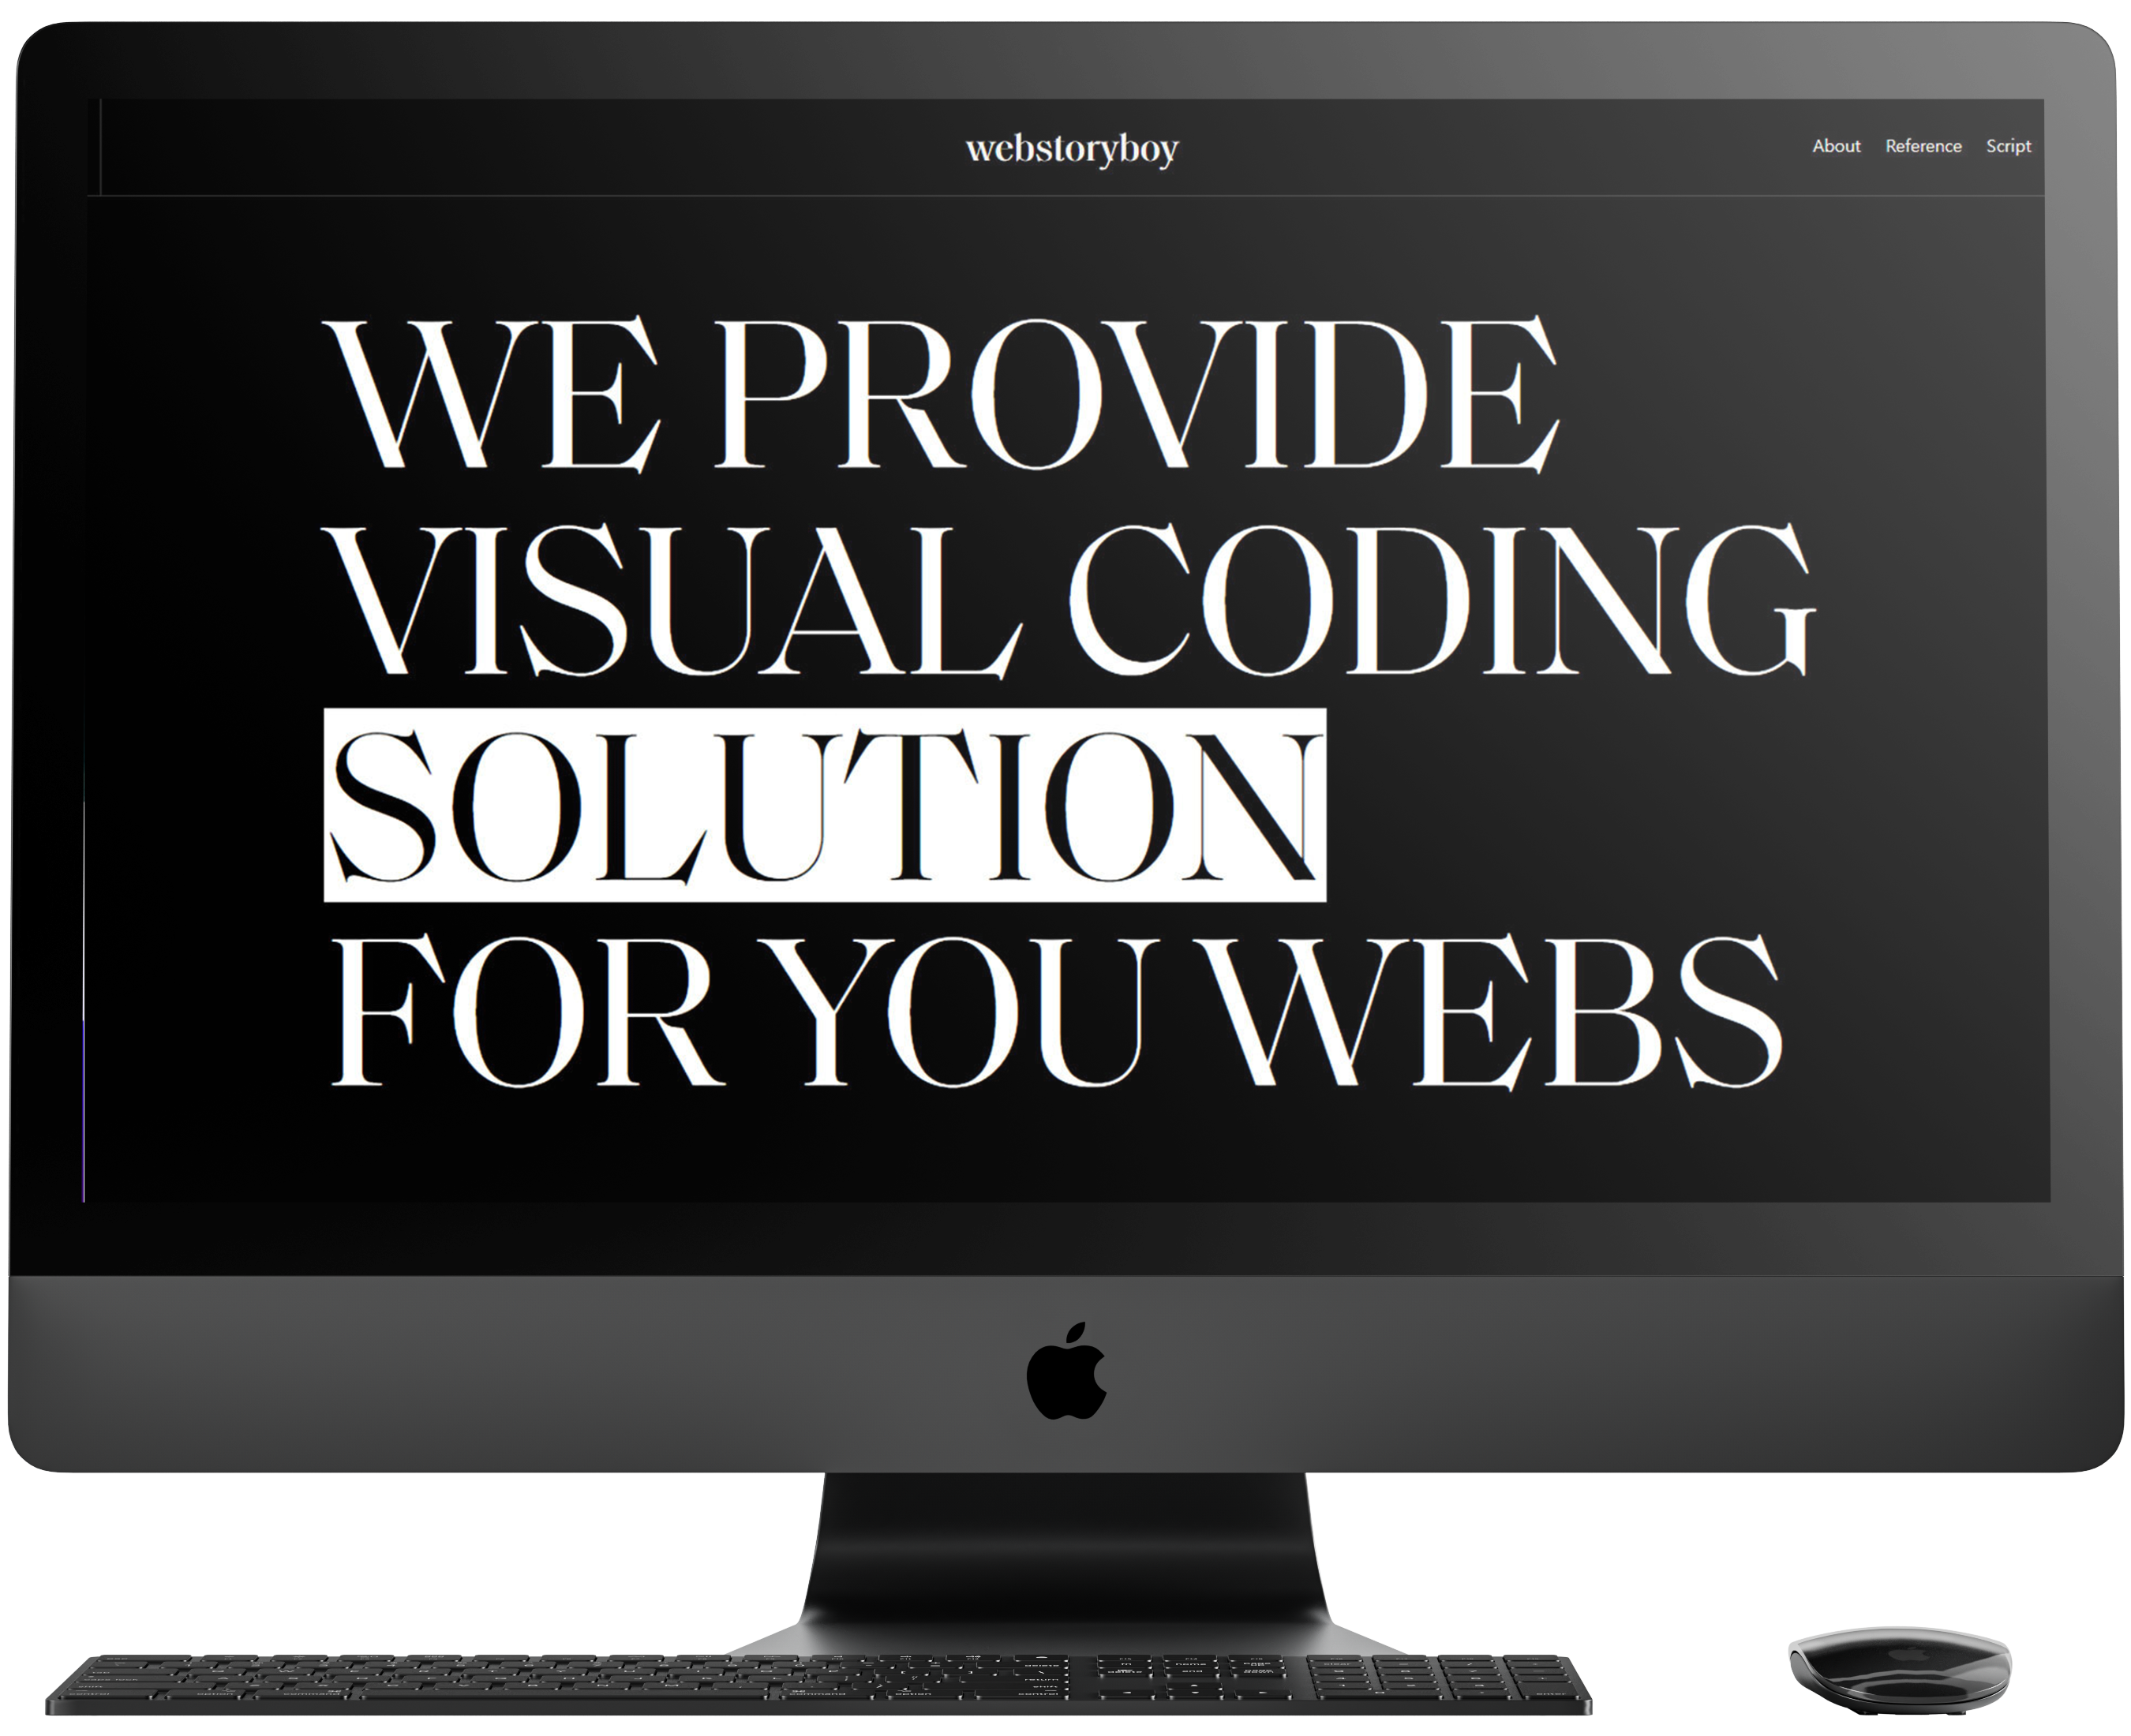 webstoryboy
About Reference Script
WE PROVIDE
VISUAL CODING
SOLUTION
FOR YOU WEBS